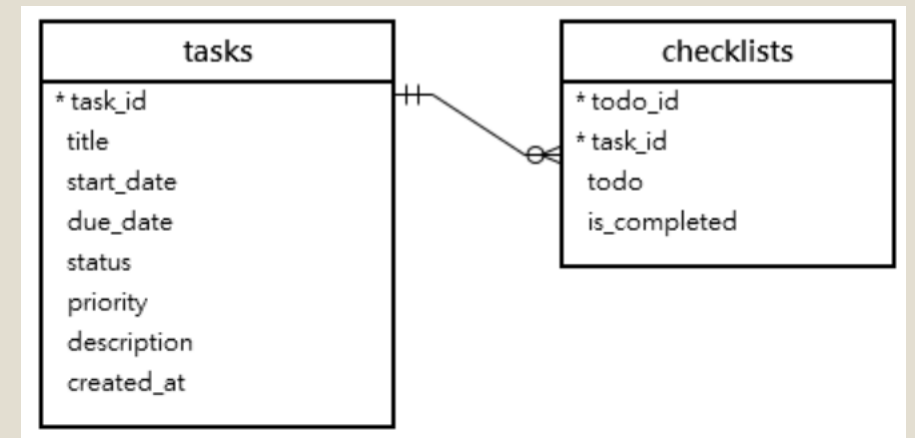 tasks
* task_id
title
start_date
due_date
status
priority
description
created_at
checklists
* todo_id
* task_id
todo
is_completed